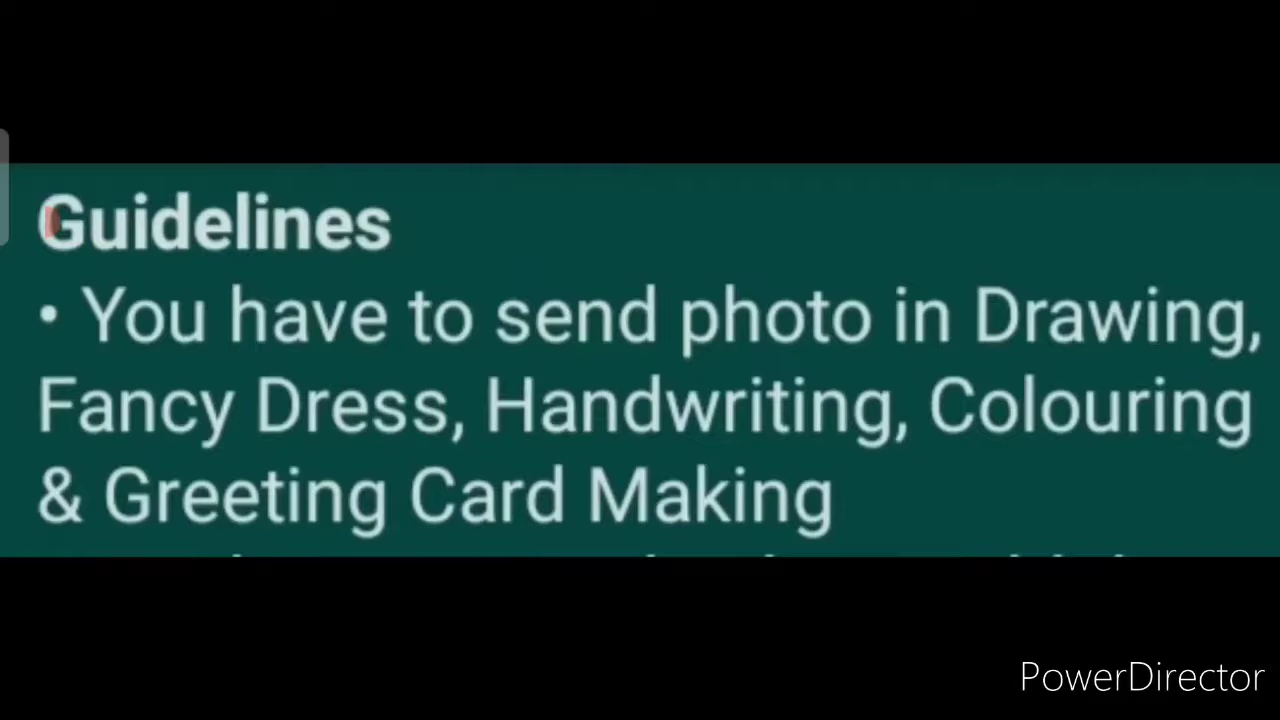 Guidelines
• You have to send photo in Drawing,
Fancy Dress, Handwriting, Colouring
& Greeting Card Making
PowerDirector